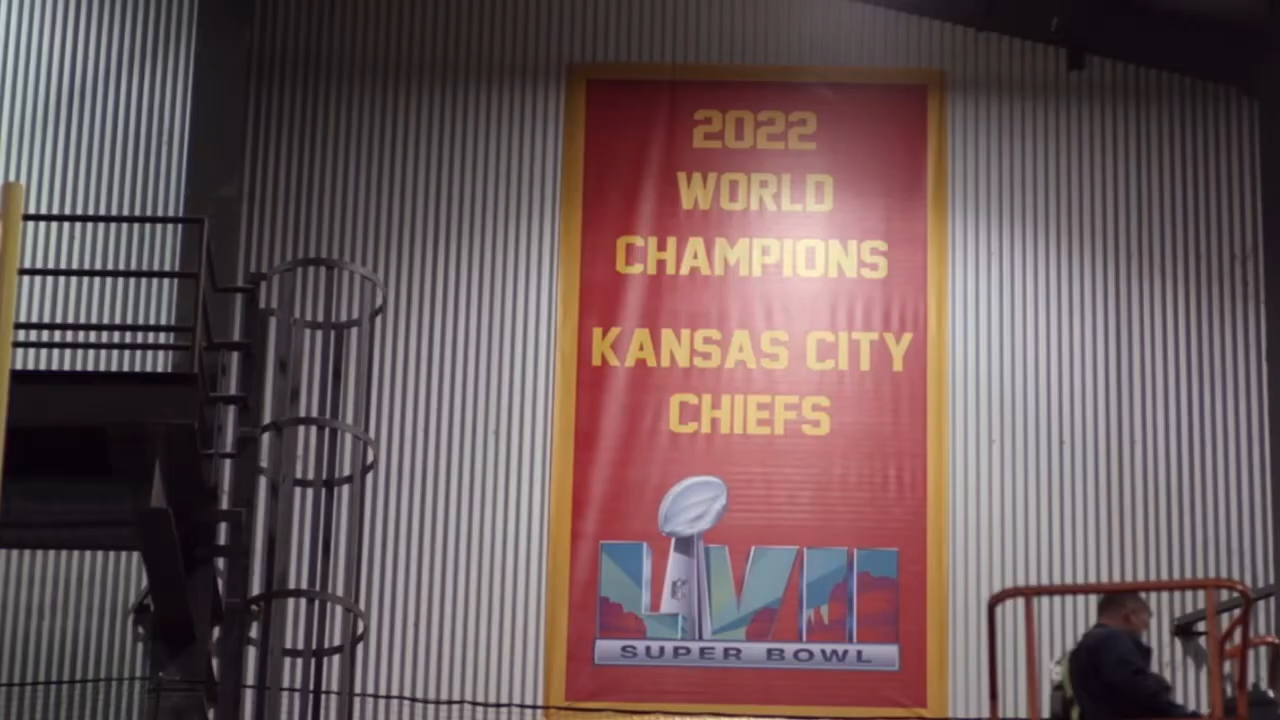 2022
WORLD
CHAMPIONS
KANSAS CITY
CHIEFS
LVII
SUPER BOWL